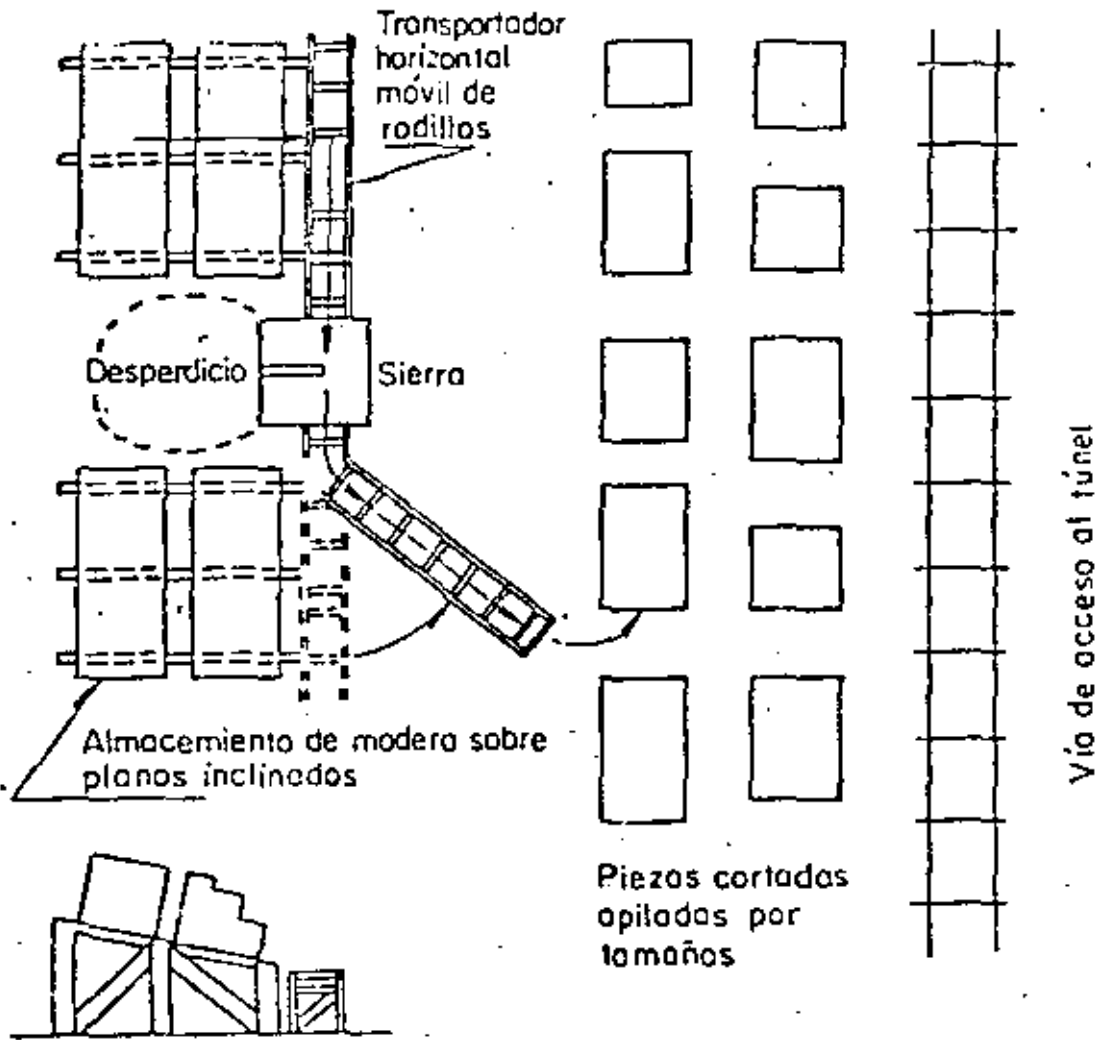 Transportador
horizontal
móvil de
rodillos
Desperdicio
Sierra
Almacemiento de modera sobre
planos inclinados
Piezas cortadas
apiladas por
tamaños
Vía de acceso al túnel